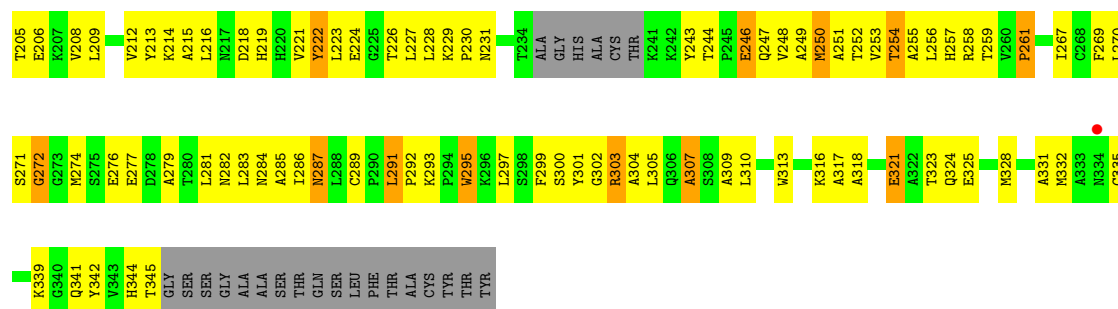 T205 E206 K207 V208 L209 V212 Y213 K214 A215 L216 N217 D218 H219 H220 V221 Y222 L223 E224 G225 T226 L227 L228 K229 P230 N231 T234 ALA GLY HIS ALA CYS THR K241 K242 Y243 T244 P245 E246 Q247 V248 A249 M250 A251 T252 V253 T254 A255 L256 H257 R258 T259 V260 P261 I267 C268 F269 L270
S271 G272 G273 M274 S275 E276 E277 D278 A279 T280 L281 N282 L283 N284 A285 I286 N287 L288 C289 P290 L291 P292 K293 P294 W295 K296 L297 S298 F299 S300 Y301 G302 R303 A304 L305 Q306 A307 S308 A309 L310 W313 K316 A317 A318 E321 A322 T323 E325 M328 A331 M332 A333 N334 C335
K339 G340 Q341 Y342 V343 H344 T345 GLY SER SER GLY ALA ALA SER THR GLN SER LEU PHE THR ALA CYS TYR THR TYR